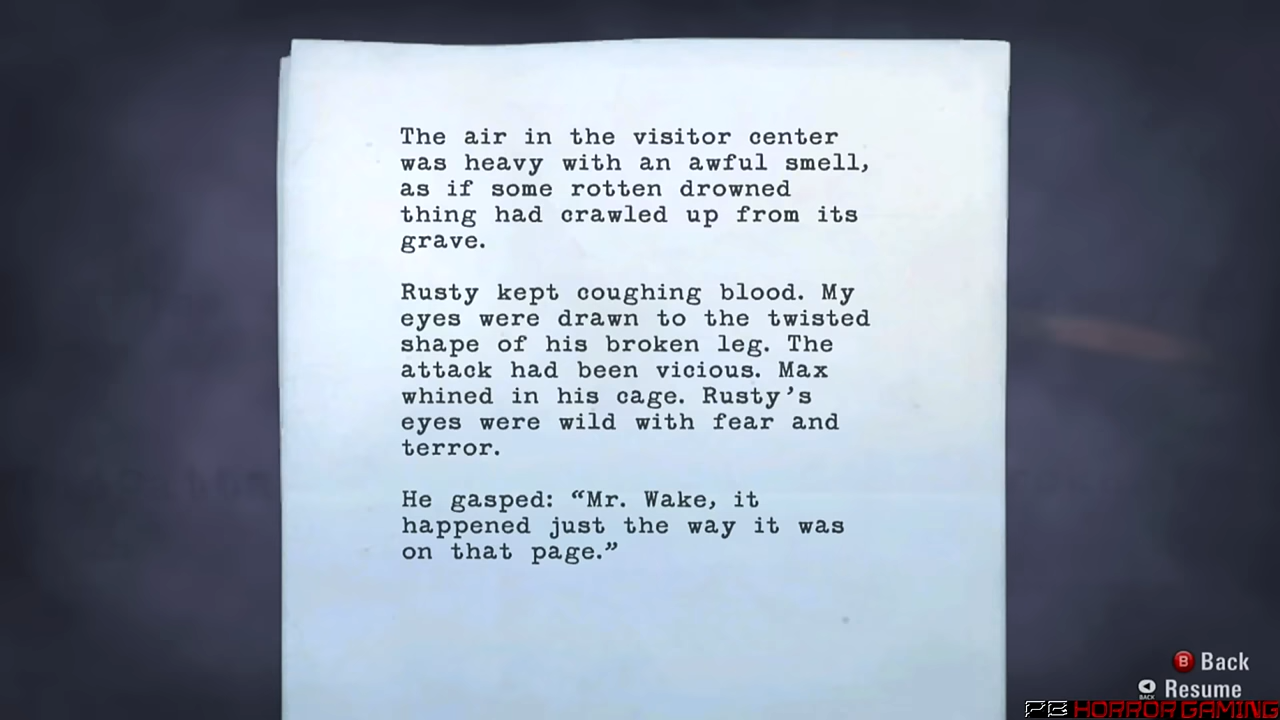 The air in the visitor center
was heavy with an awful smell,
as if some rotten drowned
thing had crawled up from its
grave.
Rusty kept coughing blood. My
eyes were drawn to the twisted
shape of his broken leg. The
attack had been vicious. Max
whined in his cage. Rusty's
eyes were wild with fear and
terror.
He gasped: “Mr. Wake, it
happened just the way it was
on that page.”
B Back
BACK Resume
PB HORROR GAMING